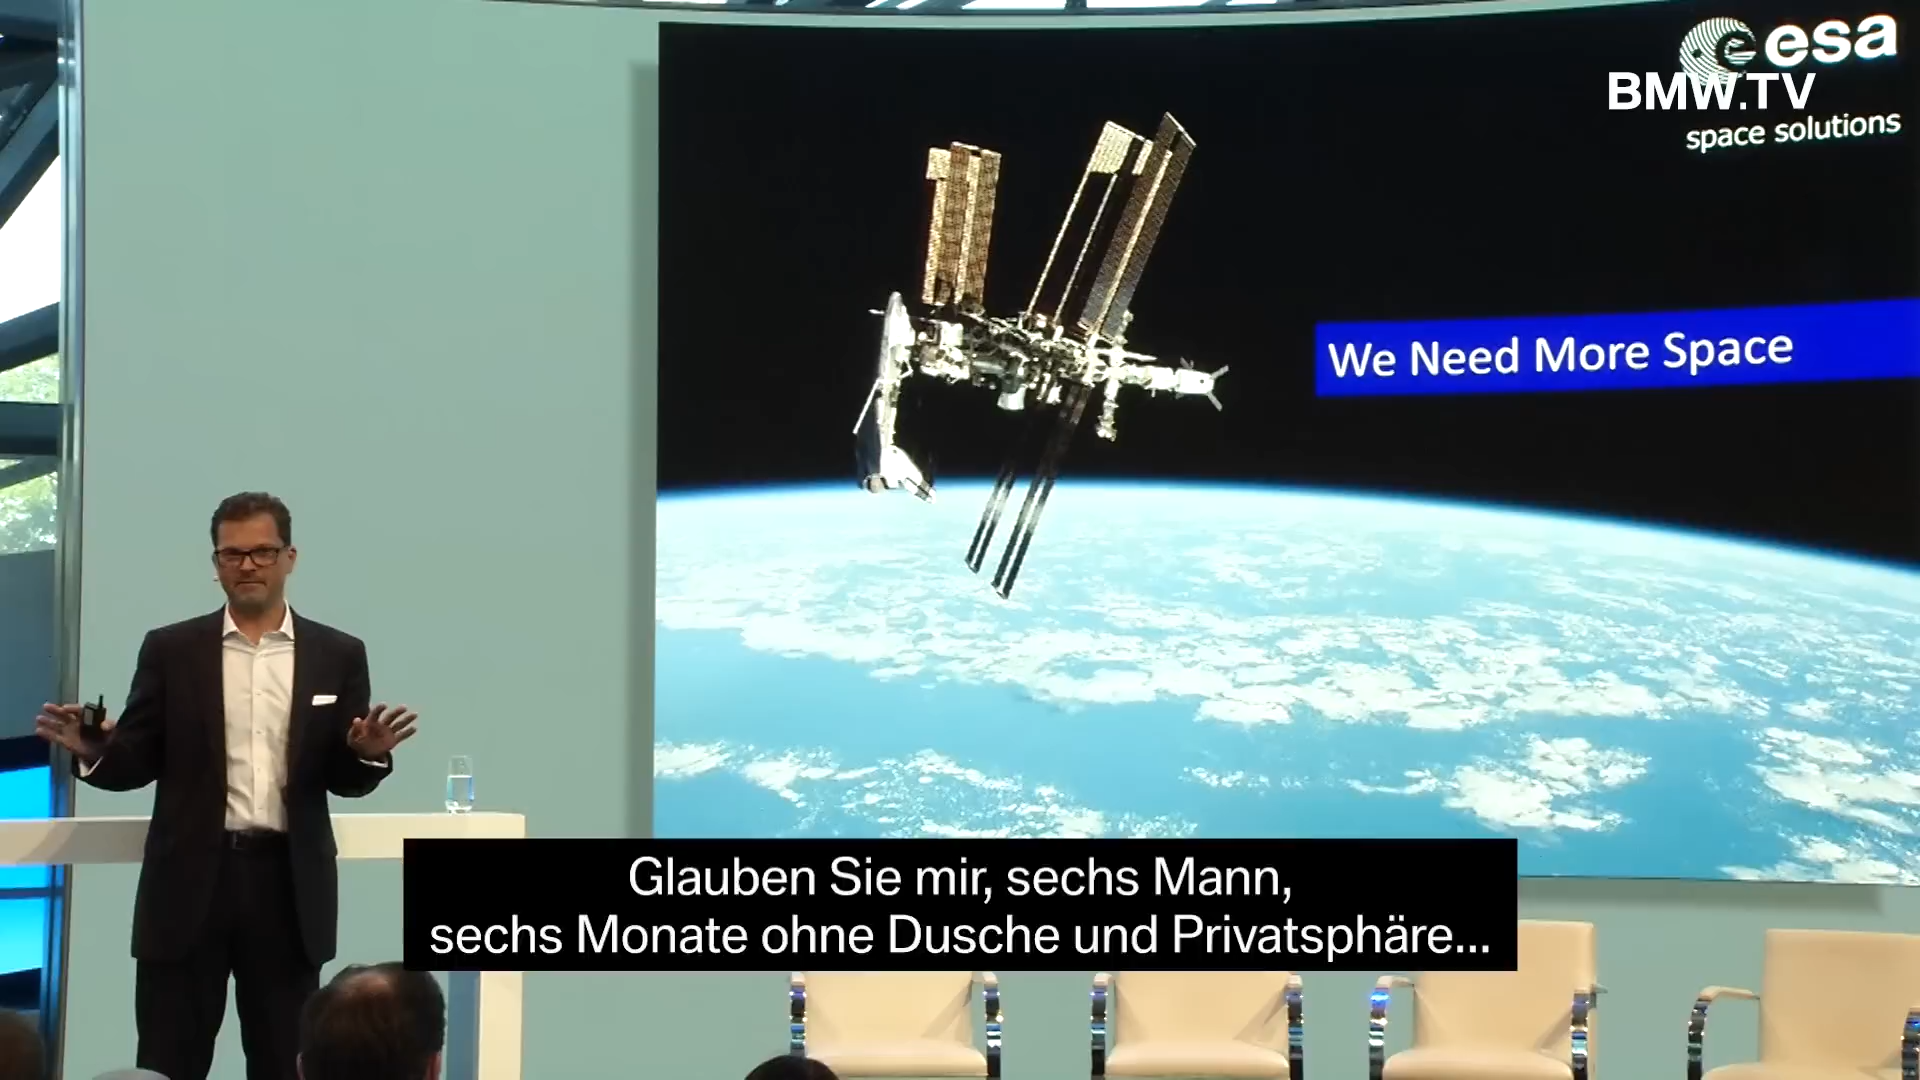 esa
BMW.TV
space solutions
We Need More Space
Glauben Sie mir, sechs Mann,
sechs Monate ohne Dusche und Privatsphäre...